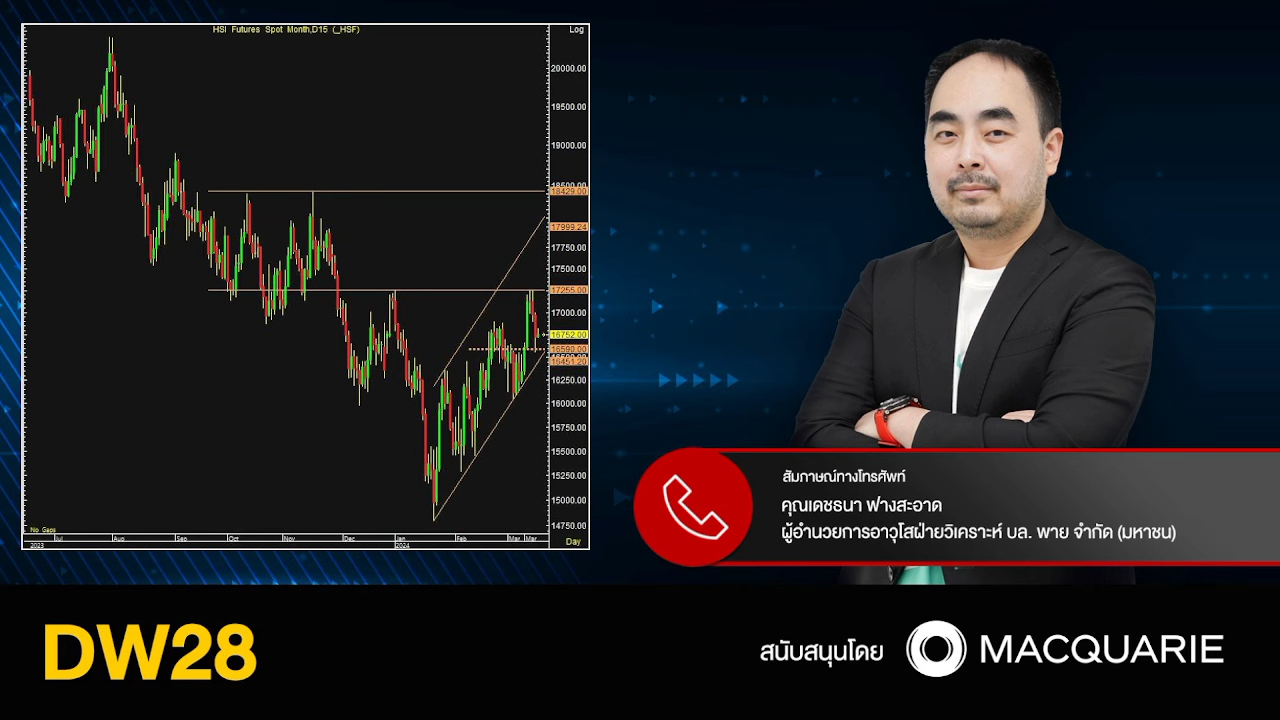 HSI Futures Spot Month,D15 (_HSF)
Log
20000.00
19500.00
19000.00
18500.00
18429.00
17999.24
17750.00
17500.00
17255.00
17000.00
16752.00
16590.00
16451.20
16250.00
16000.00
15750.00
15500.00
15250.00
15000.00
14750.00
No Gaps
Jul Aug Sep Oct Nov Dec Jan Feb Mar Mar
2023 2024
Day
สัมภาษณ์ทางโทรศัพท์
คุณเดชธนา ฟางสะอาด
ผู้อำนวยการอาวุโสฝ่ายวิเคราะห์ บล. พาย จำกัด (มหาชน)
DW28
สนับสนุนโดย MACQUARIE